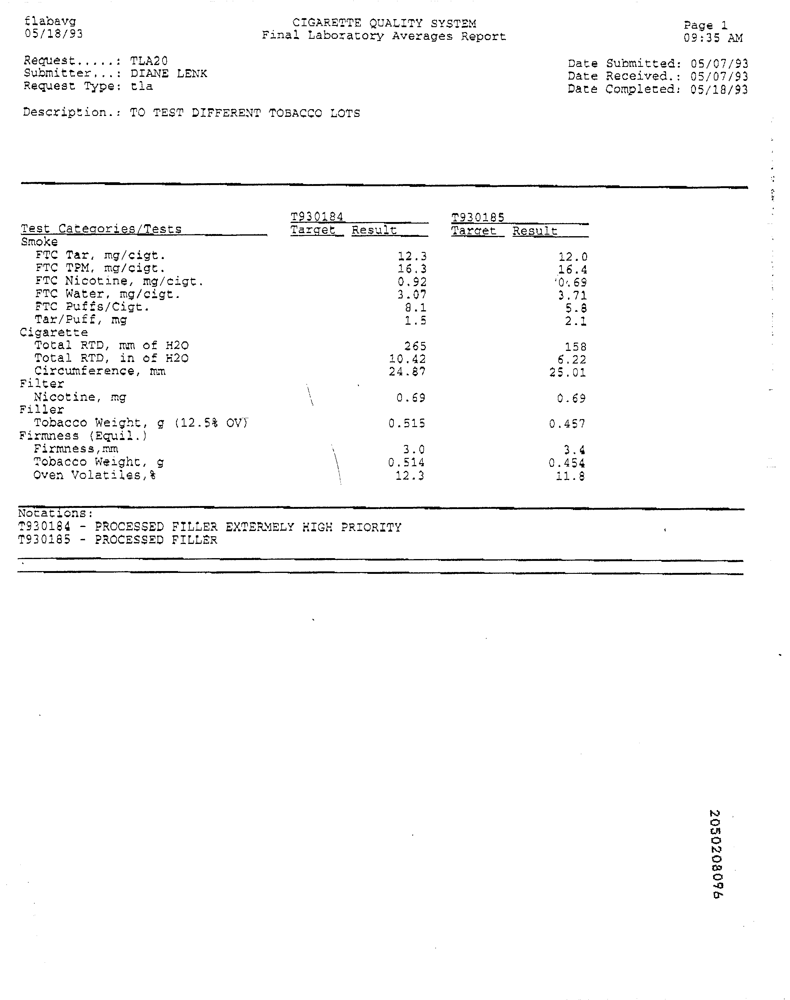 flabavg CIGARETTE QUALITY SYSTEM Page 1
05/18/93 Final Laboratory Averages Report 09:35 AM
Request.....: TLA20 Date Submitted: 05/07/93
Submitter...: DIANE LENK Date Received.: 05/07/93
Request Type: tla Date Completed: 05/18/93
Description.: TO TEST DIFFERENT TOBACCO LOTS
T930184 T930185
Test Categories/Tests Target Result Target Result
Smoke
FTC Tar, mg/cigt. 12.3 12.0
FTC TPM, mg/cigt. 16.3 16.4
FTC Nicotine, mg/cigt. 0.92 0.69
FTC Water, mg/cigt. 3.07 3.71
FTC Puffs/Cigt. 8.1 5.8
Tar/Puff, mg 1.5 2.1
Cigarette
Total RTD, mm of H2O 265 158
Total RTD, in of H2O 10.42 6.22
Circumference, mm 24.87 25.01
Filter
Nicotine, mg 0.69 0.69
Filler
Tobacco Weight, g (12.5% OV) 0.515 0.457
Firmness (Equil.)
Firmness,mm 3.0 3.4
Tobacco Weight, g 0.514 0.454
Oven Volatiles,% 12.3 11.8
Notations:
T930184 - PROCESSED FILLER EXTERMELY HIGH PRIORITY
T930185 - PROCESSED FILLER
2050208096